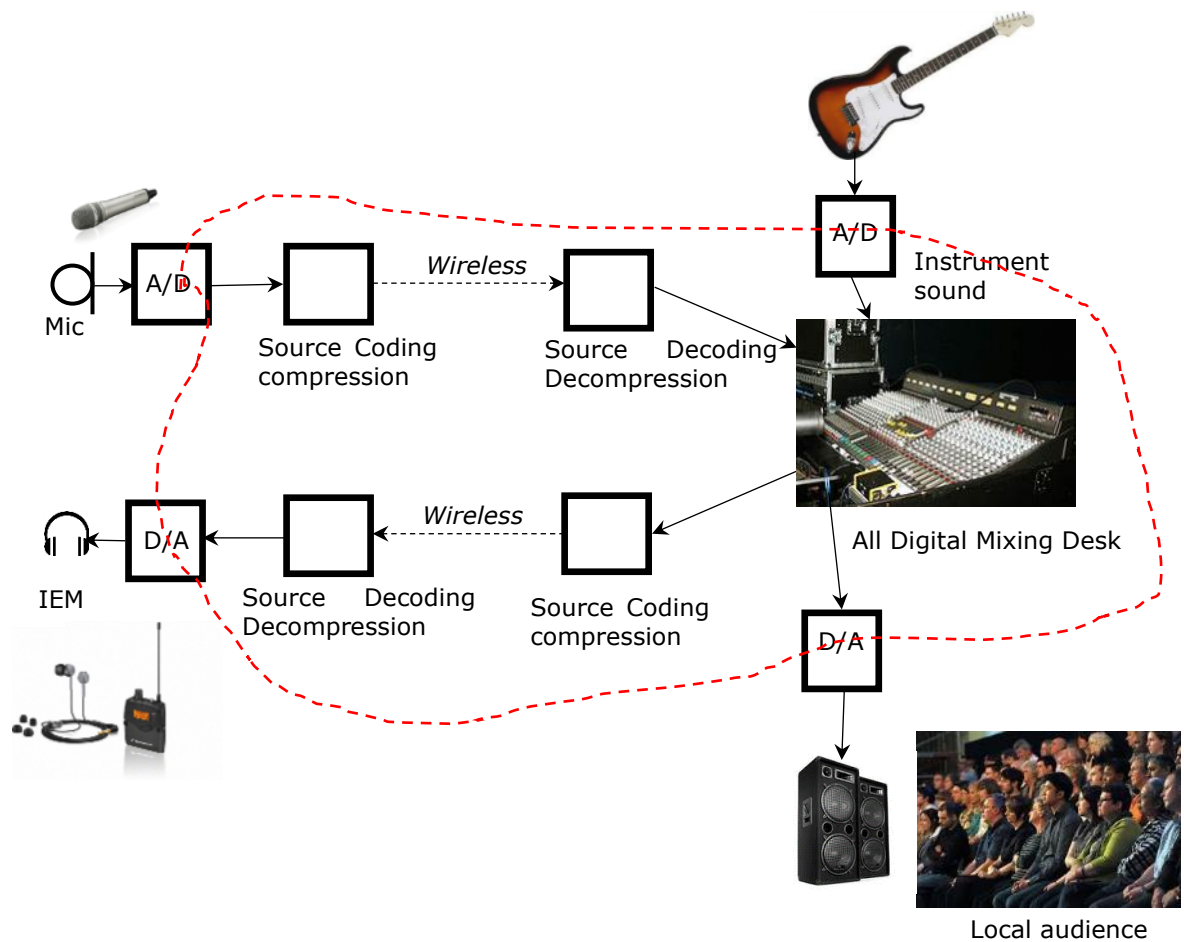 A/D
Instrument
sound
Wireless
A/D
Mic
Source Coding
compression
Source Decoding
Decompression
Wireless
All Digital Mixing Desk
D/A
IEM
Source Decoding
Decompression
Source Coding
compression
D/A
Local audience